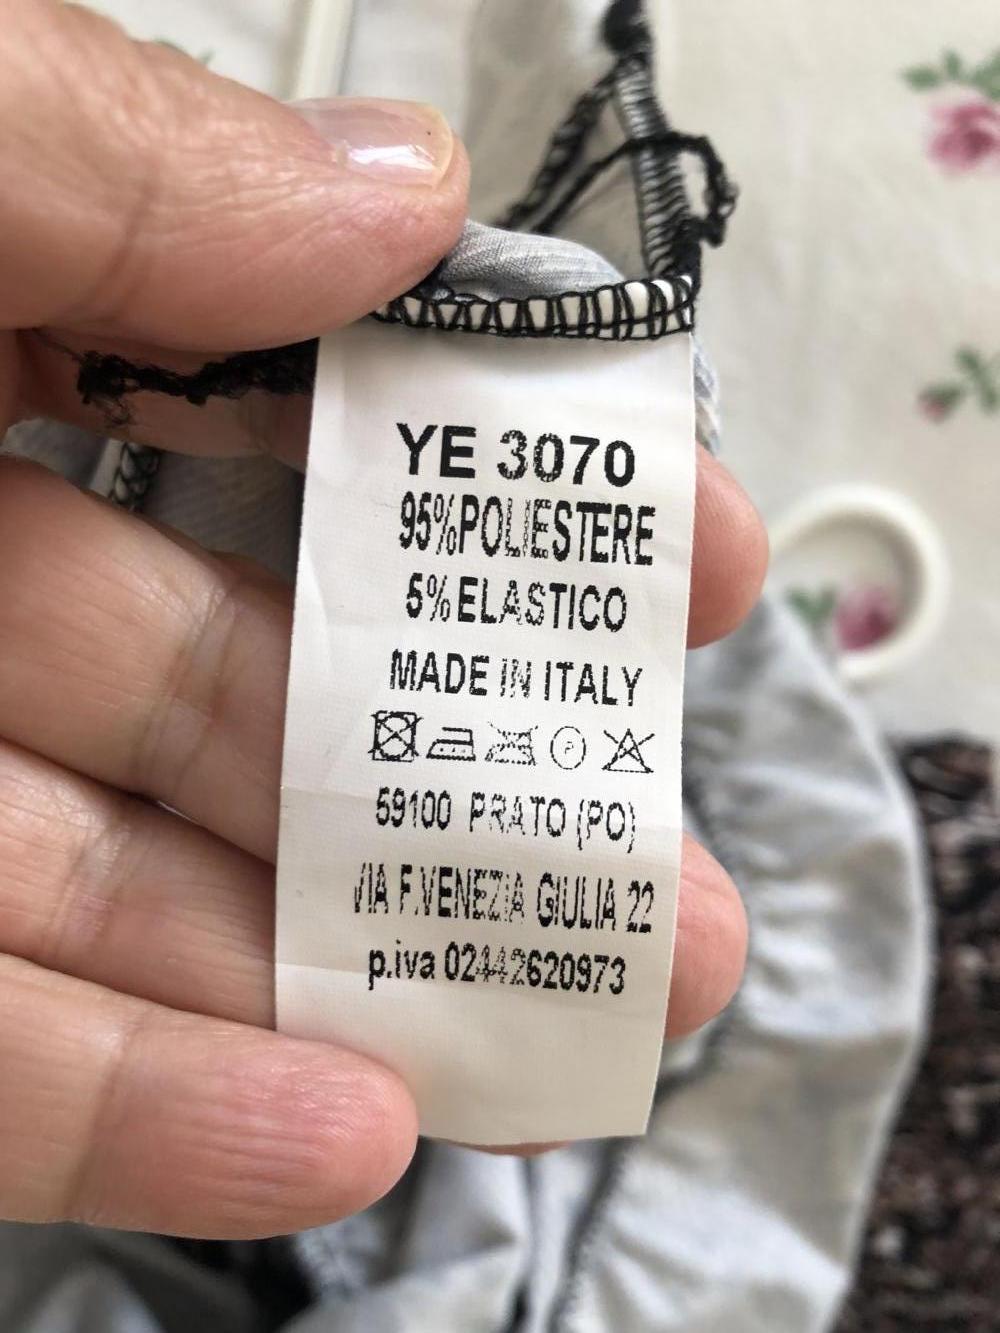 YE 3070
95%POLIESTERE
5%ELASTICO
MADE IN ITALY
P
59100 PRATO (PO)
VIA F.VENEZIA GIULIA 22
p.iva 02442620973